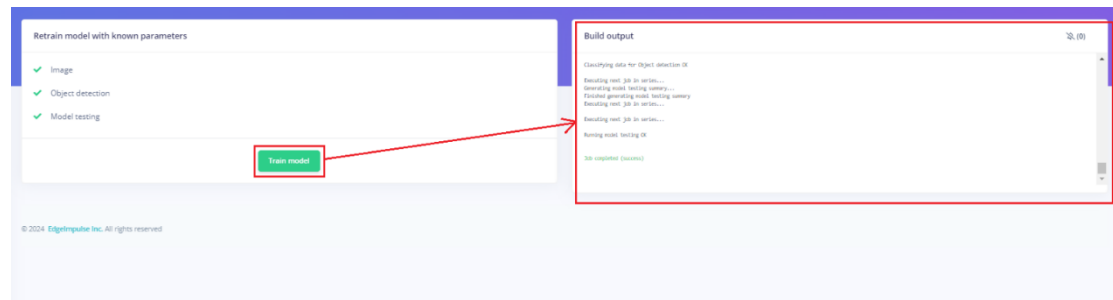 Retrain model with known parameters
Image
Object detection
Model testing
Train model
Build output
(0)
Classifying data for Object detection OK
Executing next job in series...
Generating model testing summary...
Finished generating model testing summary
Executing next job in series...
Executing next job in series...
Running model testing OK
Job completed (success)
© 2024 EdgeImpulse Inc. All rights reserved